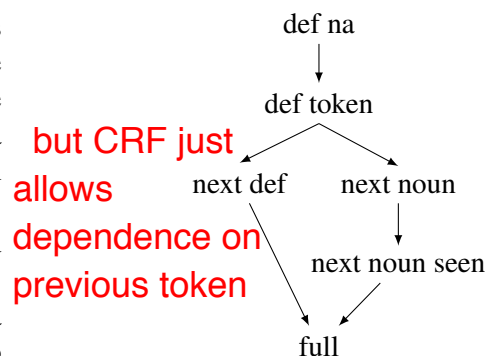 def na
def token
but CRF just
allows
dependence on
previous token
next def
next noun
next noun seen
full